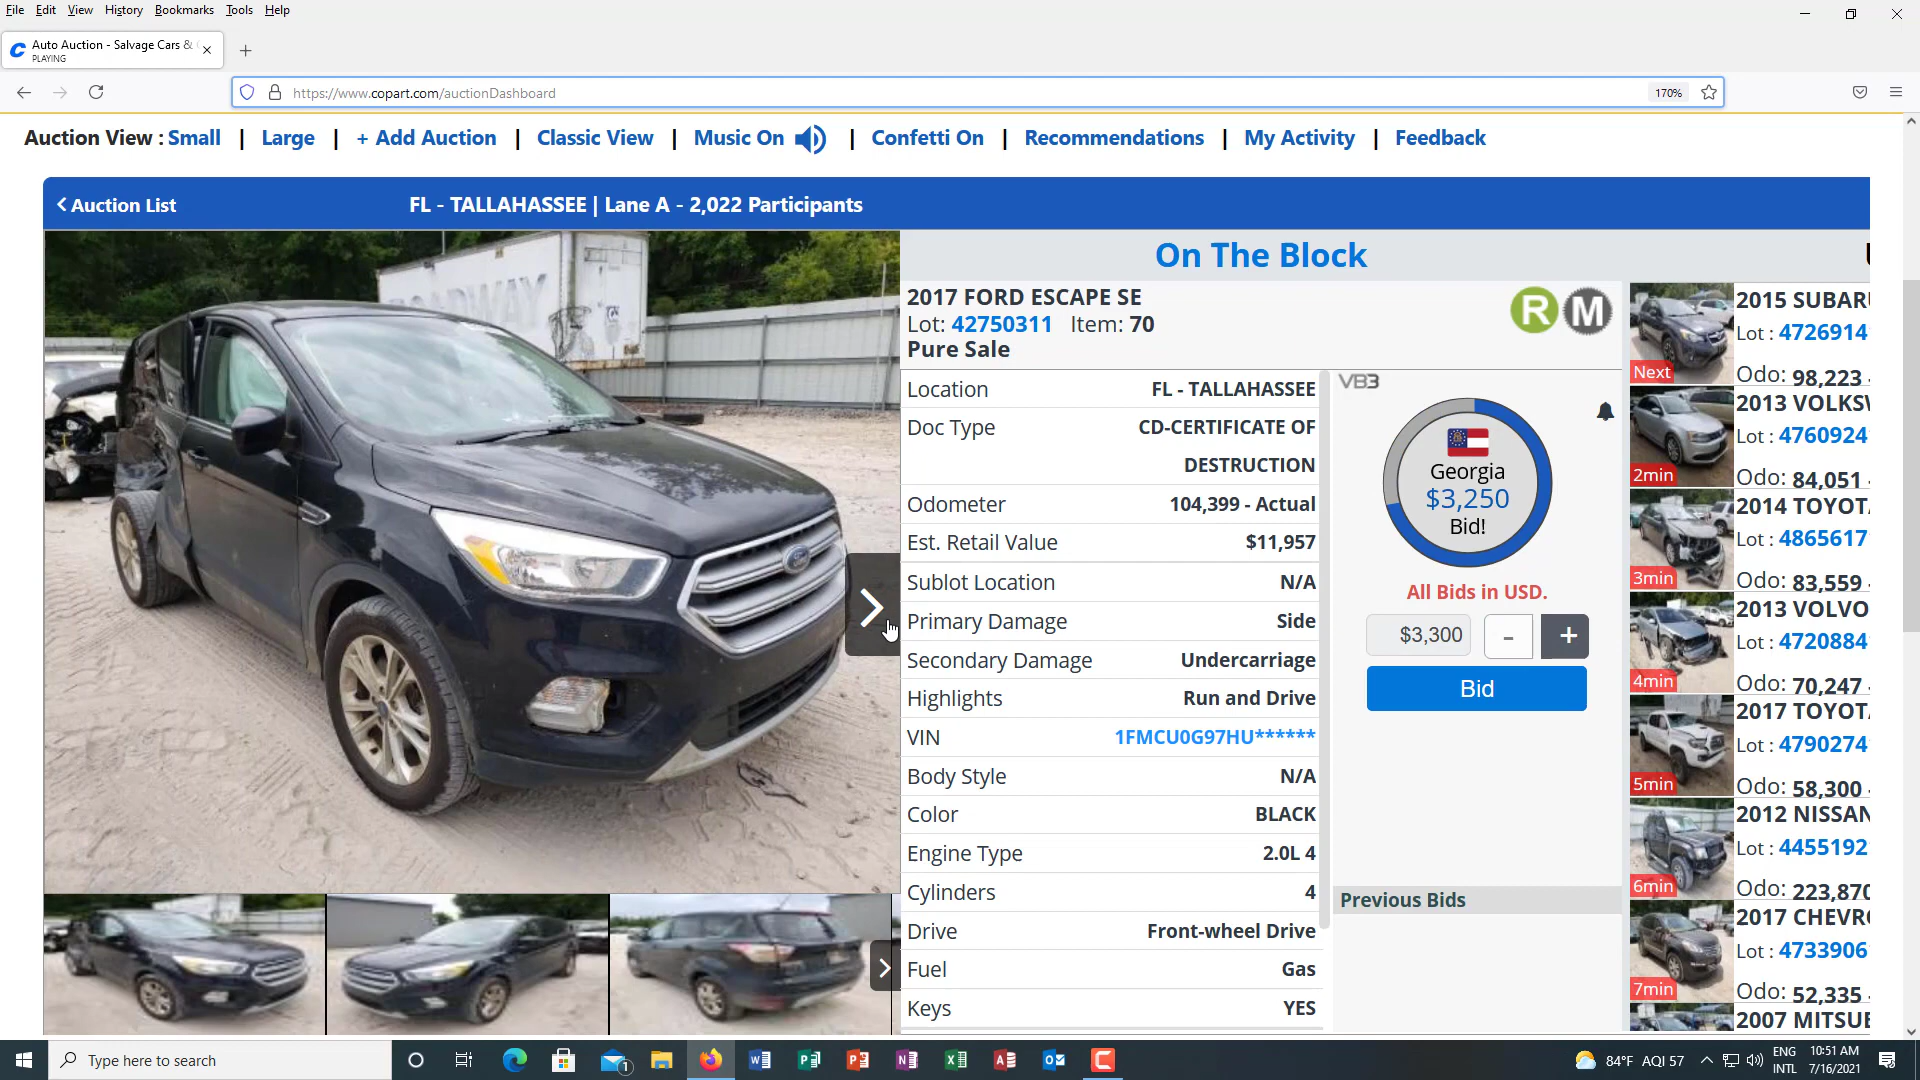 File Edit View History Bookmarks Tools Help
Auto Auction - Salvage Cars &
PLAYING
https://www.copart.com/auctionDashboard
170%
Auction View : Small | Large | + Add Auction | Classic View | Music On | Confetti On | Recommendations | My Activity | Feedback
Auction List
FL - TALLAHASSEE | Lane A - 2,022 Participants
ROADWAY
On The Block
2017 FORD ESCAPE SE
Lot: 42750311 Item: 70
Pure Sale
R M
Location FL - TALLAHASSEE
Doc Type CD-CERTIFICATE OF
DESTRUCTION
Odometer 104,399 - Actual
Est. Retail Value $11,957
Sublot Location N/A
Primary Damage Side
Secondary Damage Undercarriage
Highlights Run and Drive
VIN 1FMCU0G97HU******
Body Style N/A
Color BLACK
Engine Type 2.0L 4
Cylinders 4
Drive Front-wheel Drive
Fuel Gas
Keys YES
VB3
Georgia
$3,250
Bid!
All Bids in USD.
$3,300 - +
Bid
Previous Bids
2015 SUBARU
Lot : 4726914
Next
Odo: 98,223 -
2013 VOLKSW
Lot : 4760924
2min
Odo: 84,051 -
2014 TOYOTA
Lot : 4865617
3min
Odo: 83,559 -
2013 VOLVO
Lot : 4720884
4min
Odo: 70,247 -
2017 TOYOTA
Lot : 4790274
5min
Odo: 58,300 -
2012 NISSAN
Lot : 4455192
6min
Odo: 223,870
2017 CHEVRO
Lot : 4733906
7min
Odo: 52,335 -
2007 MITSUB
Type here to search
1
84°F AQI 57
ENG
INTL
10:51 AM
7/16/2021